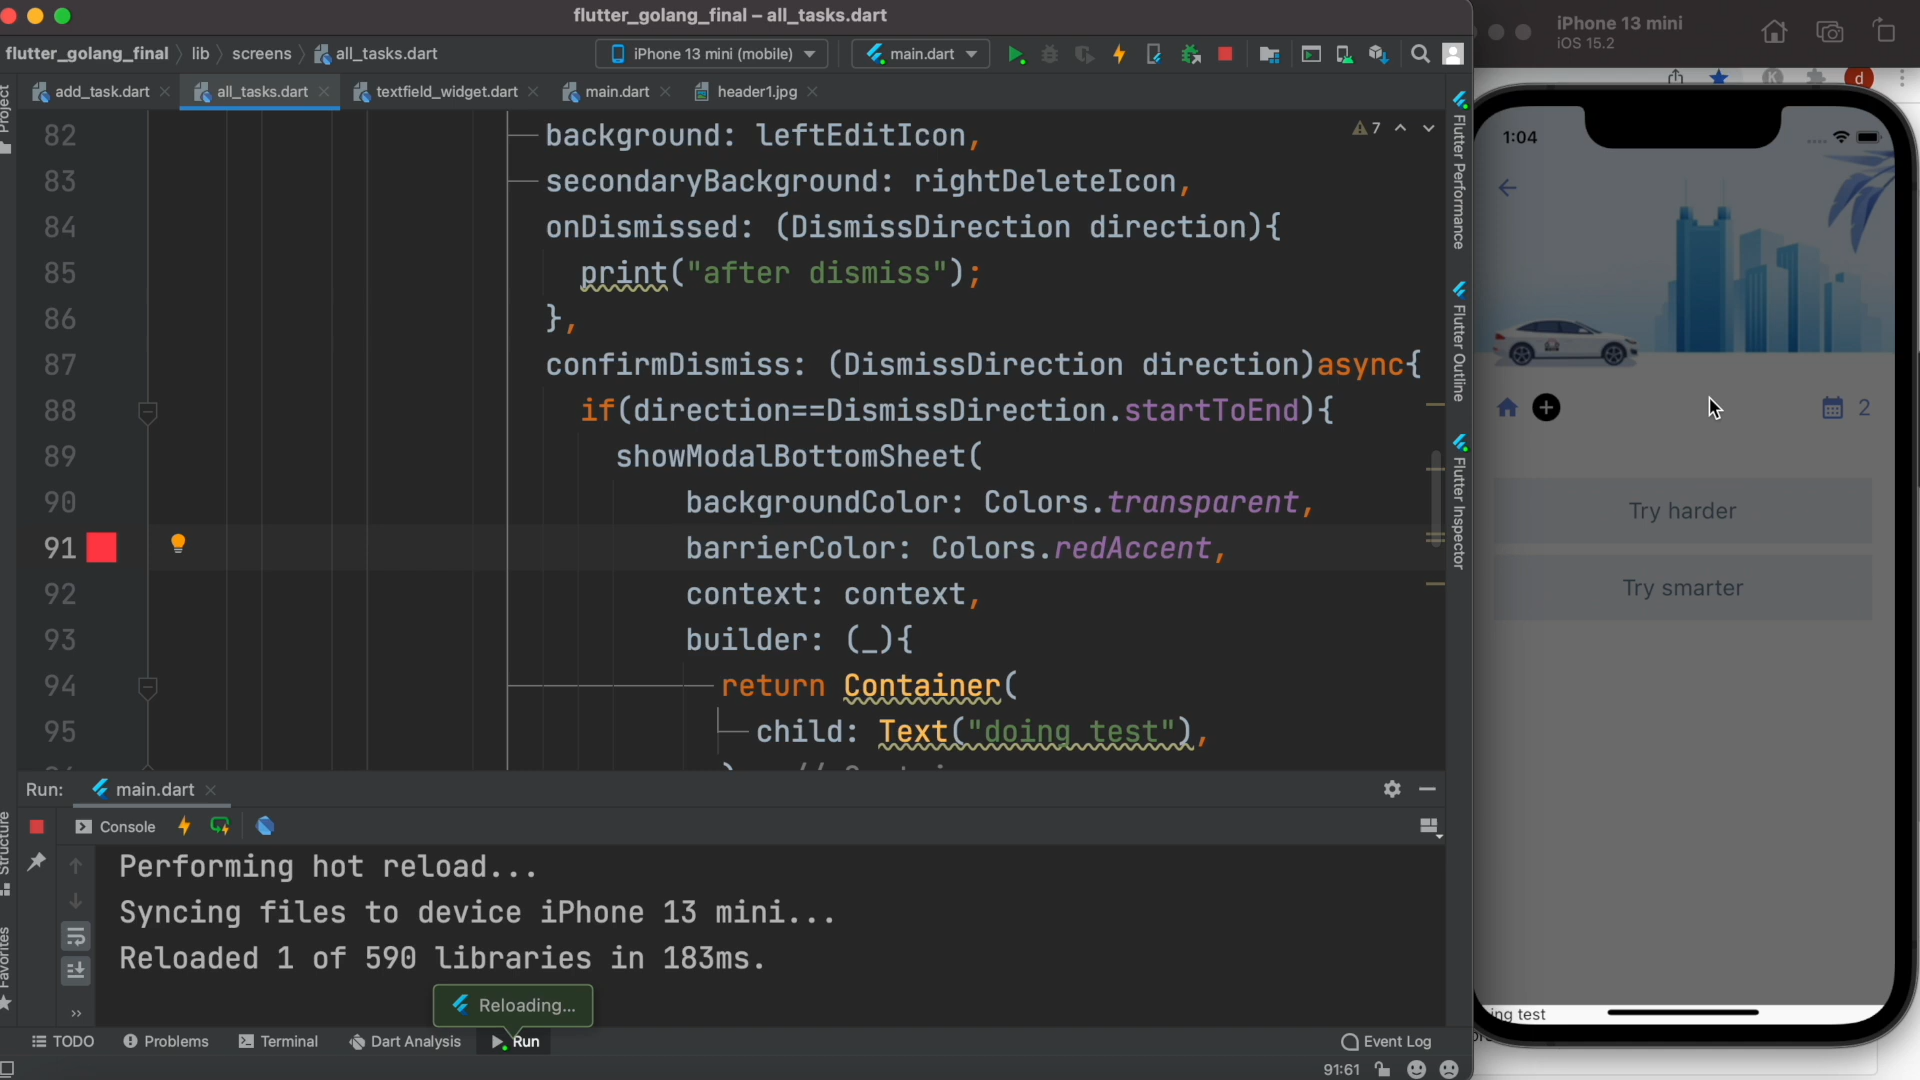 flutter_golang_final – all_tasks.dart
flutter_golang_final
lib
screens
all_tasks.dart
iPhone 13 mini (mobile)
main.dart
add_task.dart
all_tasks.dart
textfield_widget.dart
main.dart
header1.jpg
Project
82 background: leftEditIcon,
83 secondaryBackground: rightDeleteIcon,
84 onDismissed: (DismissDirection direction){
85 print("after dismiss");
86 },
87 confirmDismiss: (DismissDirection direction)async{
88 if(direction==DismissDirection.startToEnd){
89 showModalBottomSheet(
90 backgroundColor: Colors.transparent,
91 barrierColor: Colors.redAccent,
92 context: context,
93 builder: (_){
94 return Container(
95 child: Text("doing test"),
7
Flutter Performance
Flutter Outline
Flutter Inspector
Run:
main.dart
Console
Structure
Favorites
Performing hot reload...
Syncing files to device iPhone 13 mini...
Reloaded 1 of 590 libraries in 183ms.
Reloading...
TODO
Problems
Terminal
Dart Analysis
Run
Event Log
91:61
iPhone 13 mini
iOS 15.2
K
d
1:04
2
Try harder
Try smarter
ing test